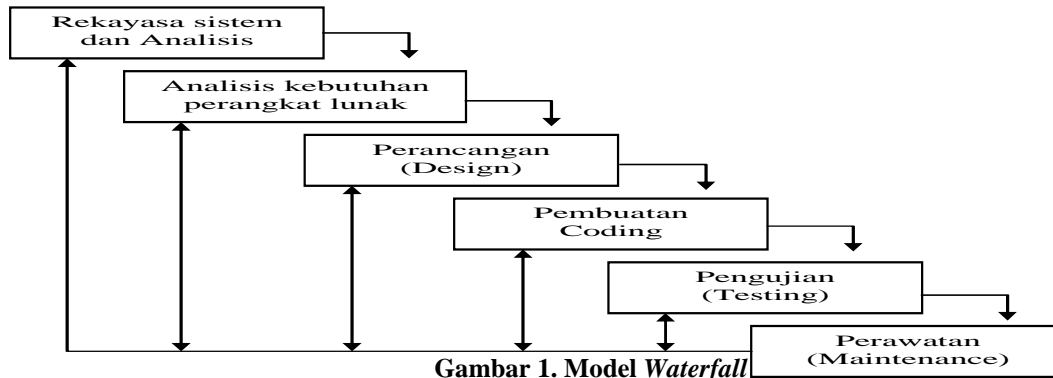 Rekayasa sistem
dan Analisis
Analisis kebutuhan
perangkat lunak
Perancangan
(Design)
Pembuatan
Coding
Pengujian
(Testing)
Perawatan
(Maintenance)
Gambar 1. Model Waterfall